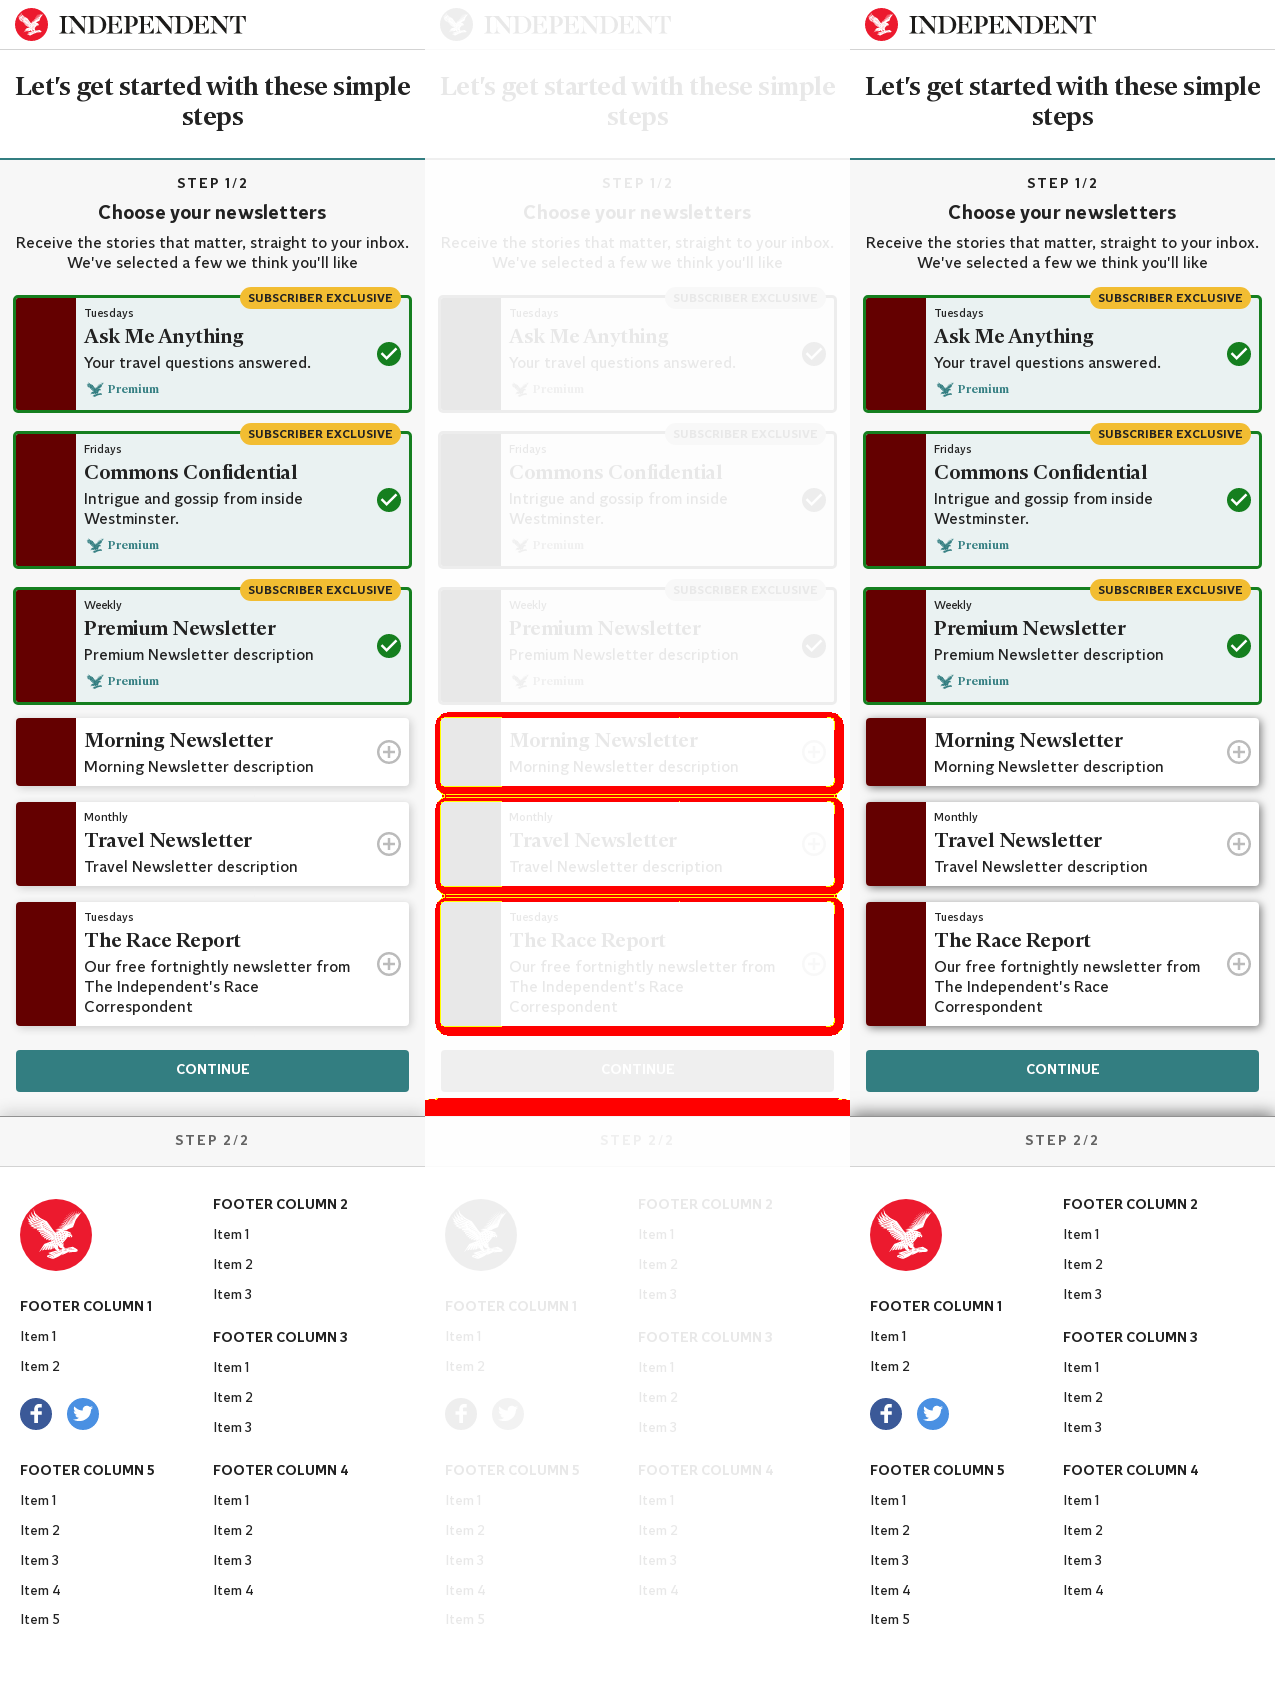 INDEPENDENT
Let's get started with these simple
steps
STEP 1/2
Choose your newsletters
Receive the stories that matter, straight to your inbox.
We've selected a few we think you'll like
SUBSCRIBER EXCLUSIVE
Tuesdays
Ask Me Anything
Your travel questions answered.
Premium
SUBSCRIBER EXCLUSIVE
Fridays
Commons Confidential
Intrigue and gossip from inside
Westminster.
Premium
SUBSCRIBER EXCLUSIVE
Weekly
Premium Newsletter
Premium Newsletter description
Premium
Morning Newsletter
Morning Newsletter description
Monthly
Travel Newsletter
Travel Newsletter description
Tuesdays
The Race Report
Our free fortnightly newsletter from
The Independent's Race
Correspondent
CONTINUE
STEP 2/2
FOOTER COLUMN 1
Item 1
Item 2
FOOTER COLUMN 5
Item 1
Item 2
Item 3
Item 4
Item 5
FOOTER COLUMN 2
Item 1
Item 2
Item 3
FOOTER COLUMN 3
Item 1
Item 2
Item 3
FOOTER COLUMN 4
Item 1
Item 2
Item 3
Item 4
INDEPENDENT
Let's get started with these simple
steps
STEP 1/2
Choose your newsletters
Receive the stories that matter, straight to your inbox.
We've selected a few we think you'll like
SUBSCRIBER EXCLUSIVE
Tuesdays
Ask Me Anything
Your travel questions answered.
Premium
SUBSCRIBER EXCLUSIVE
Fridays
Commons Confidential
Intrigue and gossip from inside
Westminster.
Premium
SUBSCRIBER EXCLUSIVE
Weekly
Premium Newsletter
Premium Newsletter description
Premium
Morning Newsletter
Morning Newsletter description
Monthly
Travel Newsletter
Travel Newsletter description
Tuesdays
The Race Report
Our free fortnightly newsletter from
The Independent's Race
Correspondent
CONTINUE
STEP 2/2
FOOTER COLUMN 1
Item 1
Item 2
FOOTER COLUMN 5
Item 1
Item 2
Item 3
Item 4
Item 5
FOOTER COLUMN 2
Item 1
Item 2
Item 3
FOOTER COLUMN 3
Item 1
Item 2
Item 3
FOOTER COLUMN 4
Item 1
Item 2
Item 3
Item 4
INDEPENDENT
Let's get started with these simple
steps
STEP 1/2
Choose your newsletters
Receive the stories that matter, straight to your inbox.
We've selected a few we think you'll like
SUBSCRIBER EXCLUSIVE
Tuesdays
Ask Me Anything
Your travel questions answered.
Premium
SUBSCRIBER EXCLUSIVE
Fridays
Commons Confidential
Intrigue and gossip from inside
Westminster.
Premium
SUBSCRIBER EXCLUSIVE
Weekly
Premium Newsletter
Premium Newsletter description
Premium
Morning Newsletter
Morning Newsletter description
Monthly
Travel Newsletter
Travel Newsletter description
Tuesdays
The Race Report
Our free fortnightly newsletter from
The Independent's Race
Correspondent
CONTINUE
STEP 2/2
FOOTER COLUMN 1
Item 1
Item 2
FOOTER COLUMN 5
Item 1
Item 2
Item 3
Item 4
Item 5
FOOTER COLUMN 2
Item 1
Item 2
Item 3
FOOTER COLUMN 3
Item 1
Item 2
Item 3
FOOTER COLUMN 4
Item 1
Item 2
Item 3
Item 4